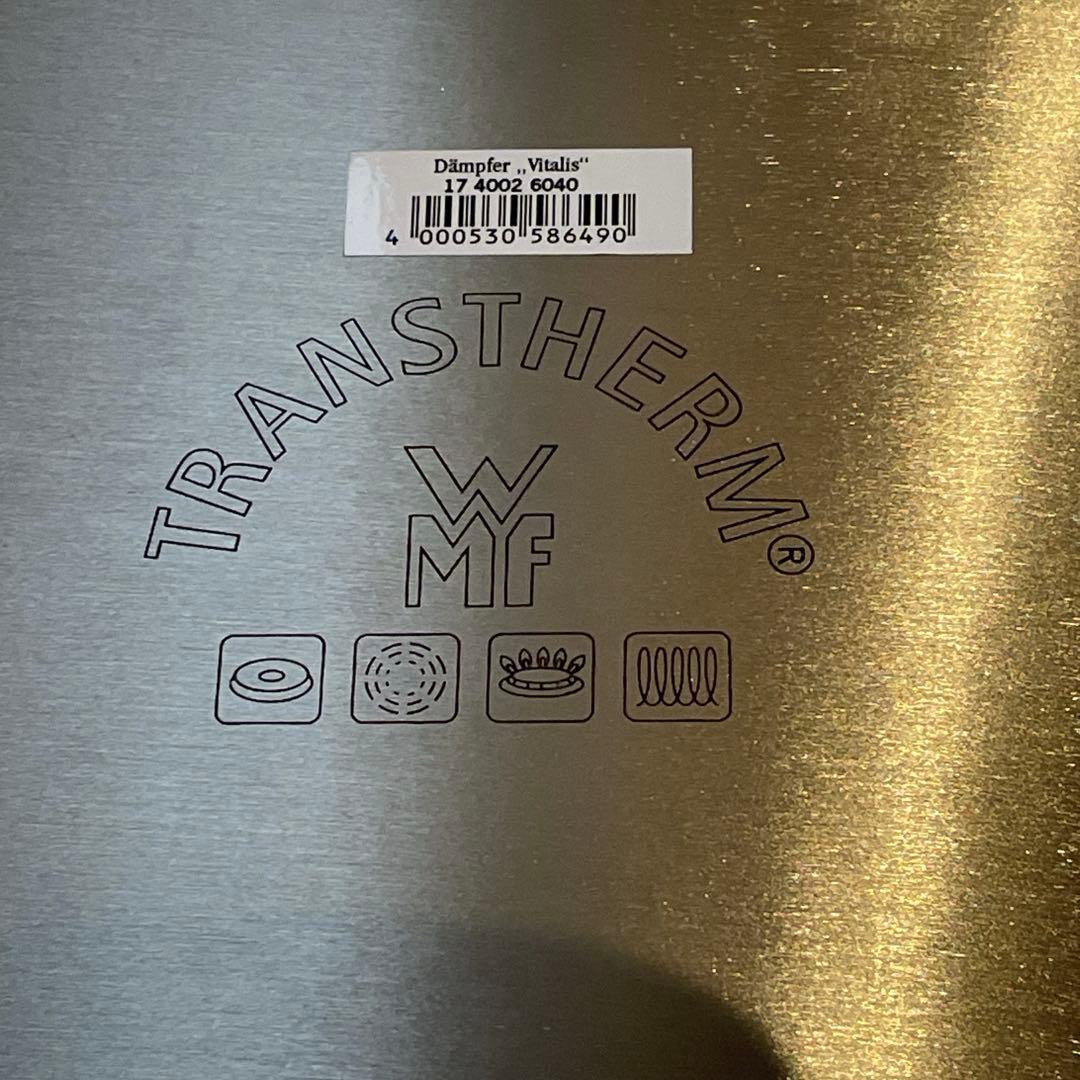 Dämpfer „Vitalis“
17 4002 6040
4 000530 586490
TRANSTHERM®
WMF